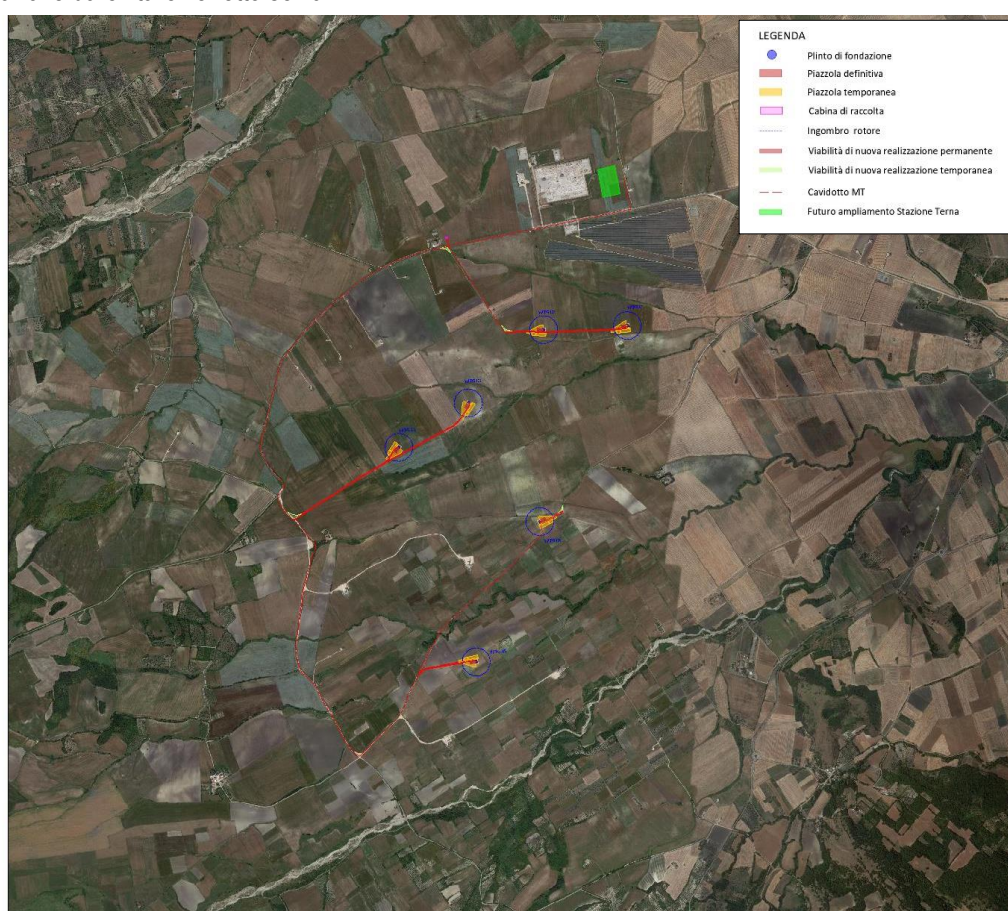 LEGENDA
Plinto di fondazione
Piazzola definitiva
Piazzola temporanea
Cabina di raccolta
Ingombro rotore
Viabilità di nuova realizzazione permanente
Viabilità di nuova realizzazione temporanea
Cavidotto MT
Futuro ampliamento Stazione Terna